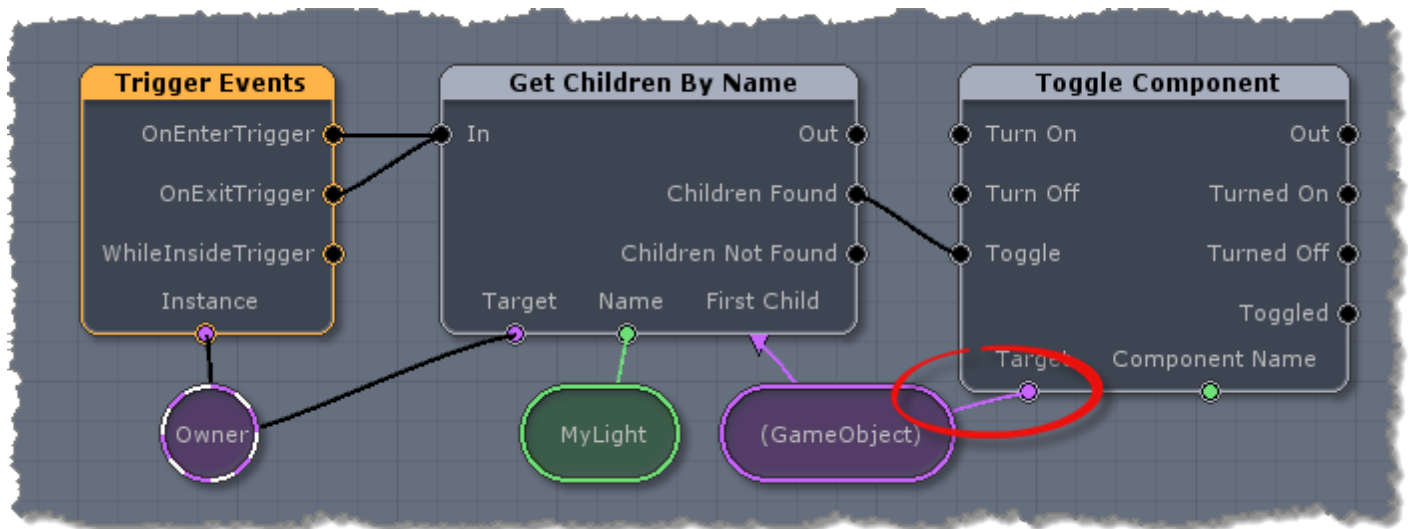 Trigger Events
OnEnterTrigger
OnExitTrigger
WhileInsideTrigger
Instance
Get Children By Name
In
Out
Children Found
Children Not Found
Target Name First Child
Toggle Component
Turn On
Out
Turn Off
Turned On
Toggle
Turned Off
Toggled
Target Component Name
Owner
MyLight
(GameObject)